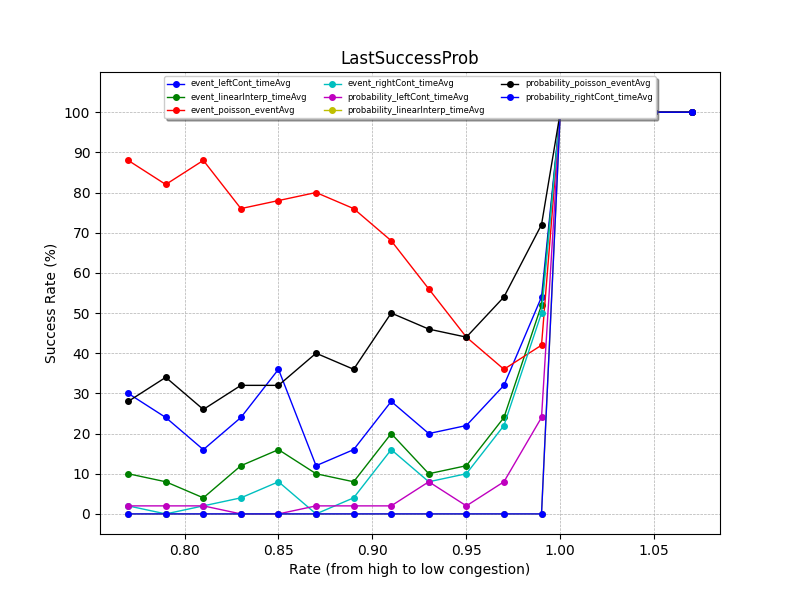 LastSuccessProb
event_leftCont_timeAvg
event_linearInterp_timeAvg
event_poisson_eventAvg
event_rightCont_timeAvg
probability_leftCont_timeAvg
probability_linearInterp_timeAvg
probability_poisson_eventAvg
probability_rightCont_timeAvg
100
90
80
70
60
50
40
30
20
10
0
Success Rate (%)
0.80 0.85 0.90 0.95 1.00 1.05
Rate (from high to low congestion)